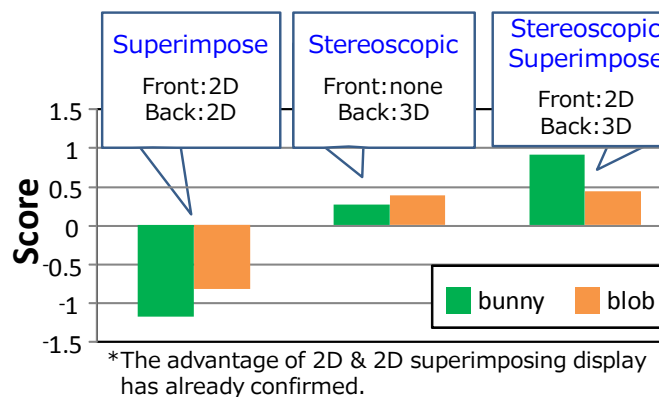 Superimpose
Front:2D
Back:2D
Stereoscopic
Front:none
Back:3D
Stereoscopic
Superimpose
Front:2D
Back:3D
Score
1.5
1
0.5
0
-0.5
-1
-1.5
bunny
blob
*The advantage of 2D & 2D superimposing display
has already confirmed.